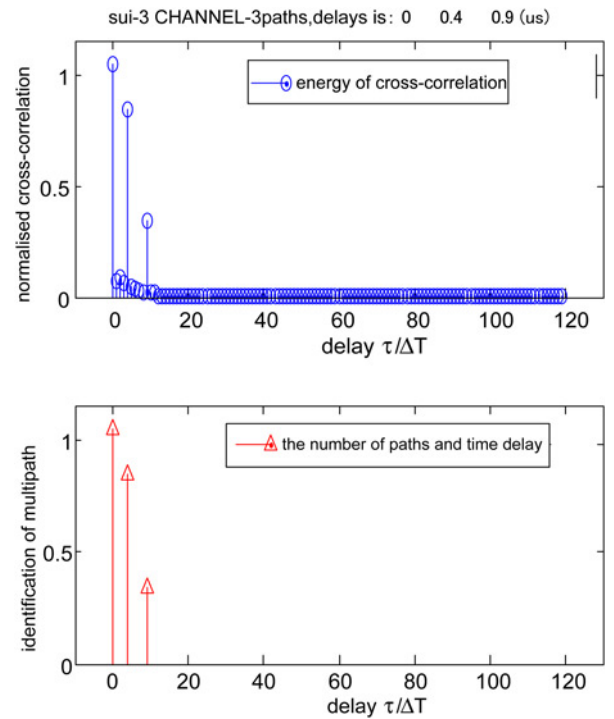 sui-3 CHANNEL-3paths,delays is: 0 0.4 0.9 (us)
normalised cross-correlation
1
0.5
0
energy of cross-correlation
0 20 40 60 80 100 120
delay τ/ΔT
identification of multipath
1
0.5
0
the number of paths and time delay
0 20 40 60 80 100 120
delay τ/ΔT